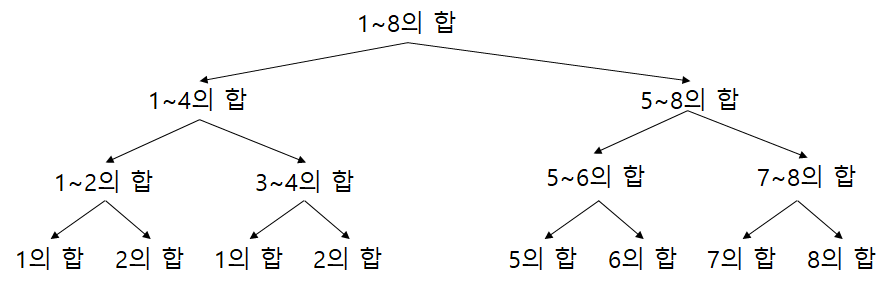 1~8의 합
1~4의 합 5~8의 합
1~2의 합 3~4의 합 5~6의 합 7~8의 합
1의 합 2의 합 1의 합 2의 합 5의 합 6의 합 7의 합 8의 합